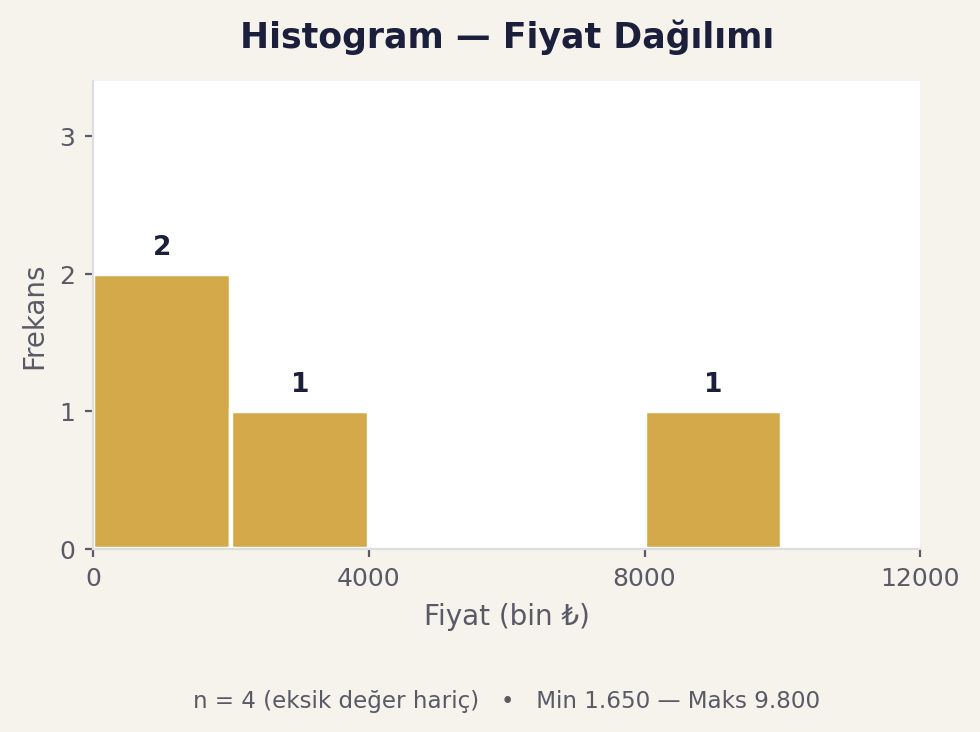 Histogram — Fiyat Dağılımı
Frekans
3
2
1
0
2
1
1
0 4000 8000 12000
Fiyat (bin ₺)
n = 4 (eksik değer hariç) • Min 1.650 — Maks 9.800